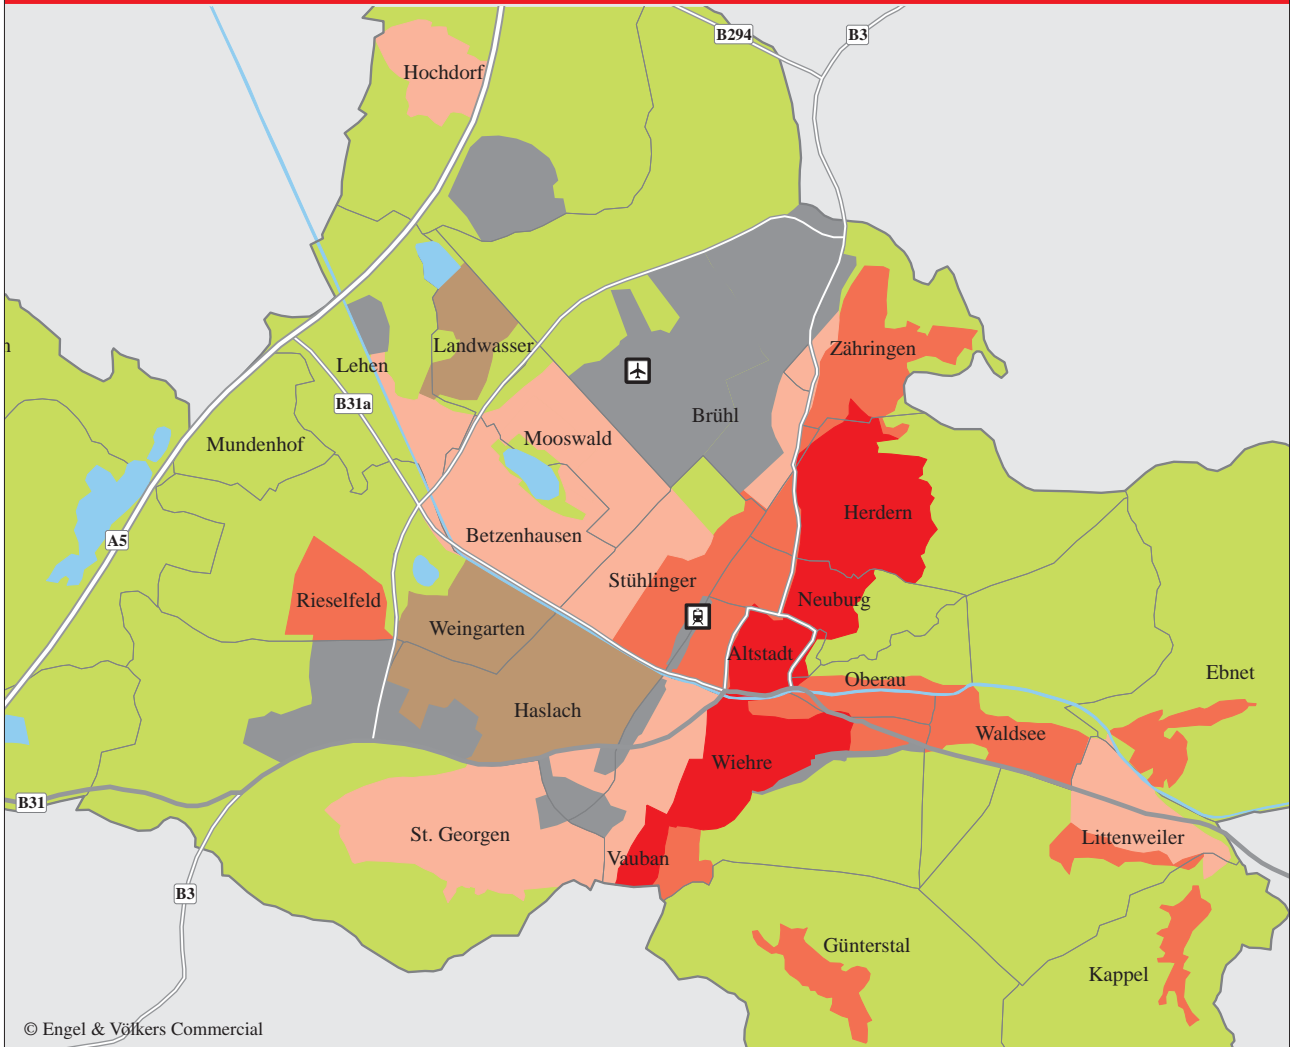 B294
B3
Hochdorf
n
Landwasser
Zähringen
Lehen
B31a
Brühl
Mundenhof
Mooswald
Herdern
A5
Betzenhausen
Stühlinger
Rieselfeld
Neuburg
Weingarten
Altstadt
Ebnet
Oberau
Haslach
Waldsee
Wiehre
B31
St. Georgen
Littenweiler
Vauban
B3
Günterstal
Kappel
© Engel & Völkers Commercial